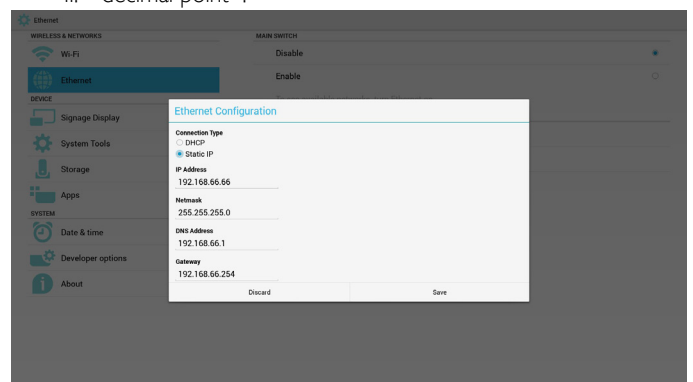 ii. "decimal point".
Ethernet
WIRELESS & NETWORKS
Wi-Fi
Ethernet
DEVICE
Signage Display
System Tools
Storage
Apps
SYSTEM
Date & time
Developer options
About
MAIN SWITCH
Disable
Enable
Ethernet Configuration
Connection Type
DHCP
Static IP
IP Address
192.168.66.66
Netmask
255.255.255.0
DNS Address
192.168.66.1
Gateway
192.168.66.254
Discard
Save